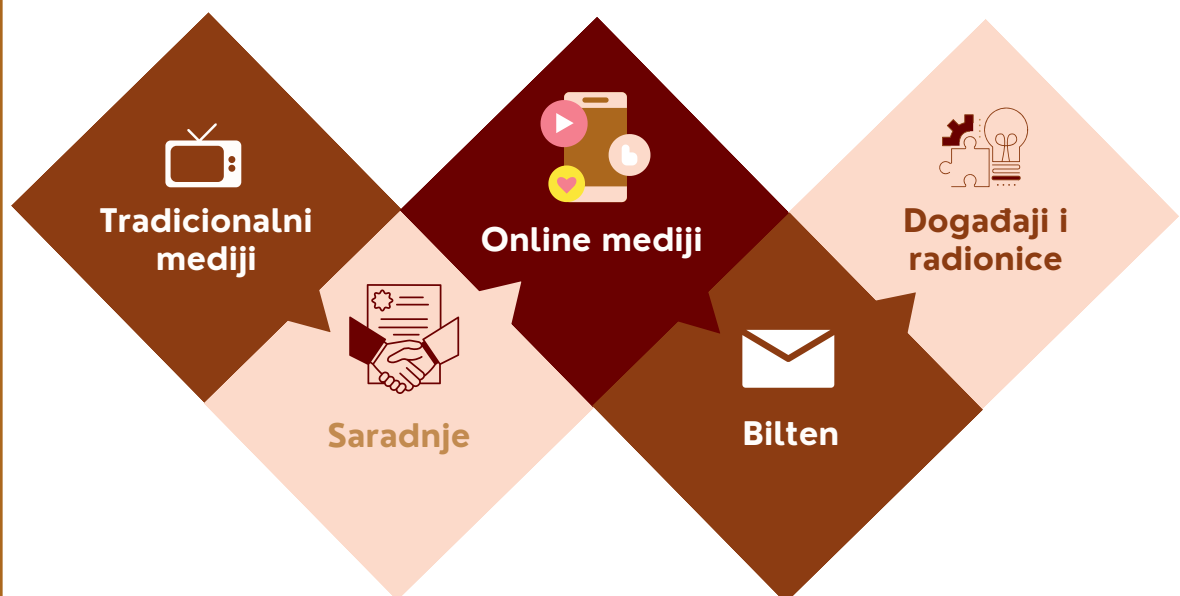 Tradicionalni
mediji
Saradnje
Online mediji
Bilten
Događaji i
radionice